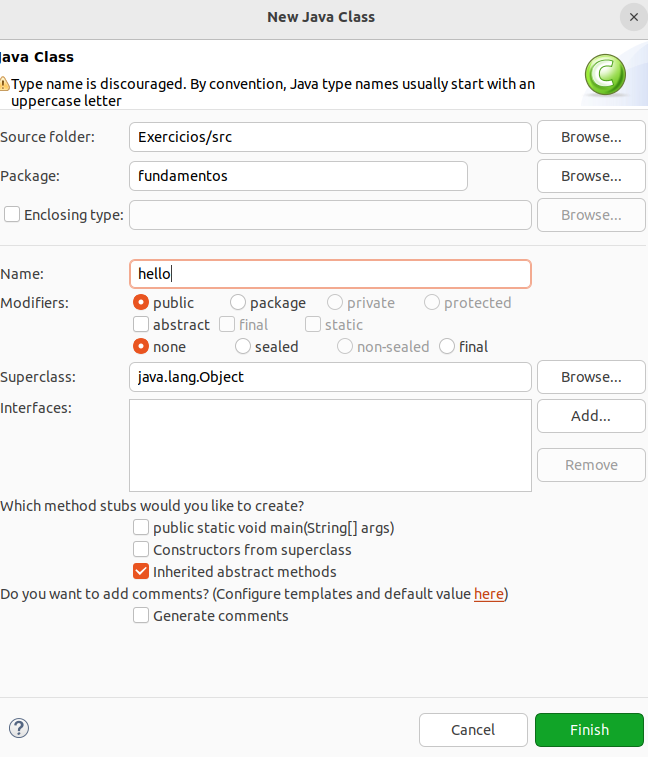 New Java Class
Java Class
Type name is discouraged. By convention, Java type names usually start with an
uppercase letter
Source folder: Exercicios/src Browse...
Package: fundamentos Browse...
Enclosing type: Browse...
Name: hello
Modifiers: public package private protected
abstract final static
none sealed non-sealed final
Superclass: java.lang.Object Browse...
Interfaces: Add...
Remove
Which method stubs would you like to create?
public static void main(String[] args)
Constructors from superclass
Inherited abstract methods
Do you want to add comments? (Configure templates and default value here)
Generate comments
Cancel Finish